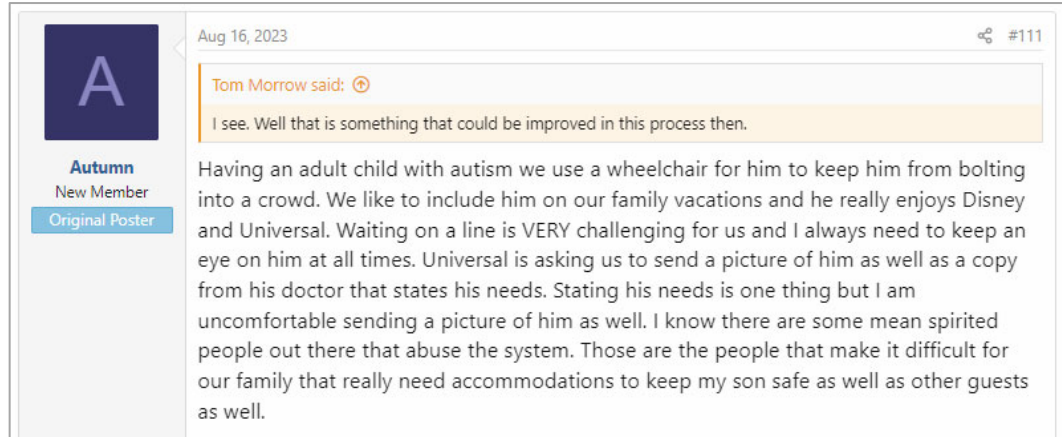 A
Autumn
New Member
Original Poster
Aug 16, 2023
#111
Tom Morrow said:
I see. Well that is something that could be improved in this process then.
Having an adult child with autism we use a wheelchair for him to keep him from bolting
into a crowd. We like to include him on our family vacations and he really enjoys Disney
and Universal. Waiting on a line is VERY challenging for us and I always need to keep an
eye on him at all times. Universal is asking us to send a picture of him as well as a copy
from his doctor that states his needs. Stating his needs is one thing but I am
uncomfortable sending a picture of him as well. I know there are some mean spirited
people out there that abuse the system. Those are the people that make it difficult for
our family that really need accommodations to keep my son safe as well as other guests
as well.